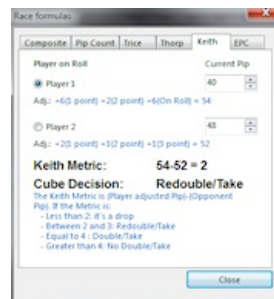 Race formulas
Composite Pip Count Trice Thorp Keith EPC
Player on Roll Current Pip
Player 1 40
Adj.: +6(1 point) +2(2 point) +6(On Roll) = 54
Player 2 48
Adj.: +2(1 point) +1(2 point) +1(3 point) = 52
Keith Metric: 54-52 = 2
Cube Decision: Redouble/Take
The Keith Metric is (Player adjusted Pip)-(Opponent
Pip). If the Metric is:
- Less than 2: it's a drop
- Between 2 and 3: Redouble/Take
- Equal to 4 : Double/Take
- Greater than 4: No Double/Take
Close